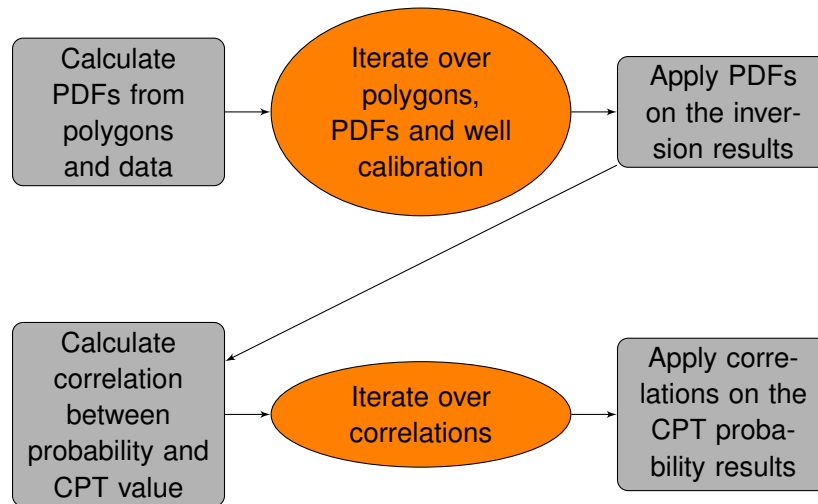 Calculate
PDFs from
polygons
and data
Iterate over
polygons,
PDFs and well
calibration
Apply PDFs
on the inver-
sion results
Calculate
correlation
between
probability and
CPT value
Iterate over
correlations
Apply corre-
lations on the
CPT proba-
bility results